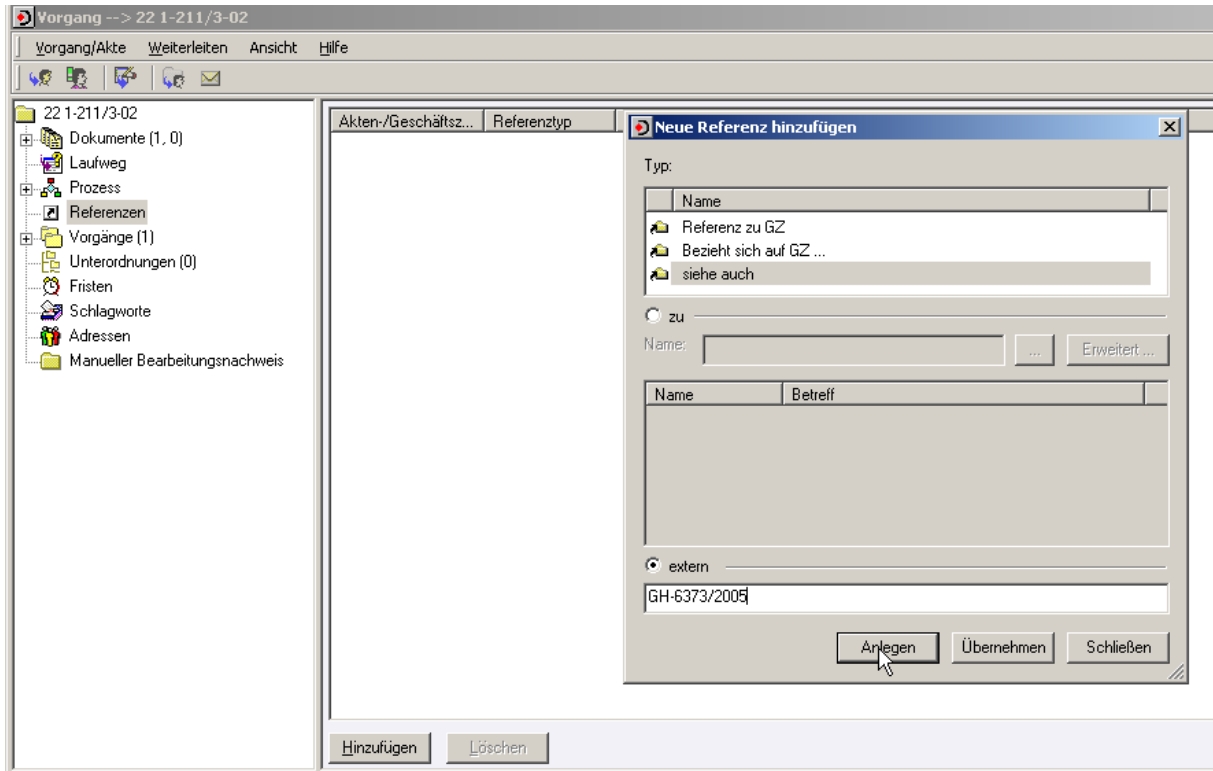 Vorgang --> 22 1-211/3-02
Vorgang/Akte Weiterleiten Ansicht Hilfe
22 1-211/3-02
Dokumente (1, 0)
Laufweg
Prozess
Referenzen
Vorgänge (1)
Unterordnungen (0)
Fristen
Schlagworte
Adressen
Manueller Bearbeitungsnachweis
Akten-/Geschäftsz... Referenztyp
Neue Referenz hinzufügen
Typ:
Name
Referenz zu GZ
Bezieht sich auf GZ ...
siehe auch
zu
Name: ... Erweitert ...
Name Betreff
extern
GH-6373/2005
Anlegen Übernehmen Schließen
Hinzufügen Löschen